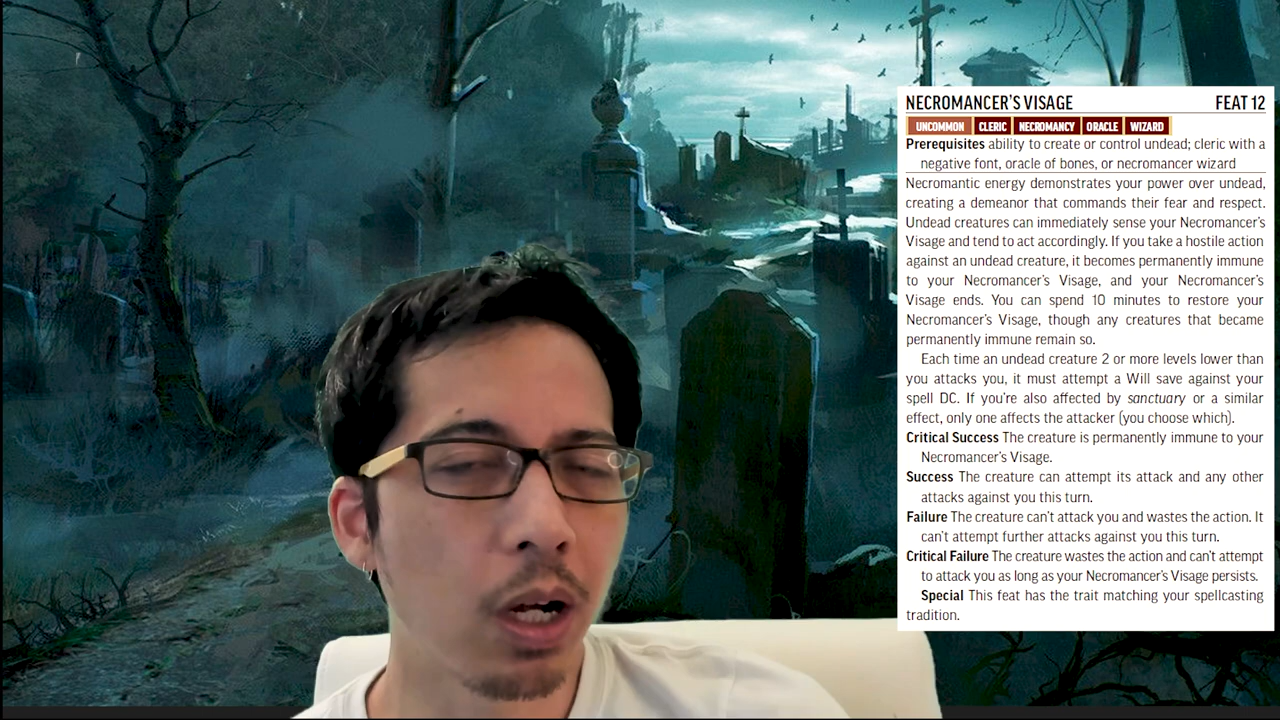 NECROMANCER'S VISAGE FEAT 12
UNCOMMON CLERIC NECROMANCY ORACLE WIZARD
Prerequisites ability to create or control undead; cleric with a
negative font, oracle of bones, or necromancer wizard
Necromantic energy demonstrates your power over undead,
creating a demeanor that commands their fear and respect.
Undead creatures can immediately sense your Necromancer's
Visage and tend to act accordingly. If you take a hostile action
against an undead creature, it becomes permanently immune
to your Necromancer's Visage, and your Necromancer's
Visage ends. You can spend 10 minutes to restore your
Necromancer's Visage, though any creatures that became
permanently immune remain so.
Each time an undead creature 2 or more levels lower than
you attacks you, it must attempt a Will save against your
spell DC. If you're also affected by sanctuary or a similar
effect, only one affects the attacker (you choose which).
Critical Success The creature is permanently immune to your
Necromancer's Visage.
Success The creature can attempt its attack and any other
attacks against you this turn.
Failure The creature can't attack you and wastes the action. It
can't attempt further attacks against you this turn.
Critical Failure The creature wastes the action and can't attempt
to attack you as long as your Necromancer's Visage persists.
Special This feat has the trait matching your spellcasting
tradition.